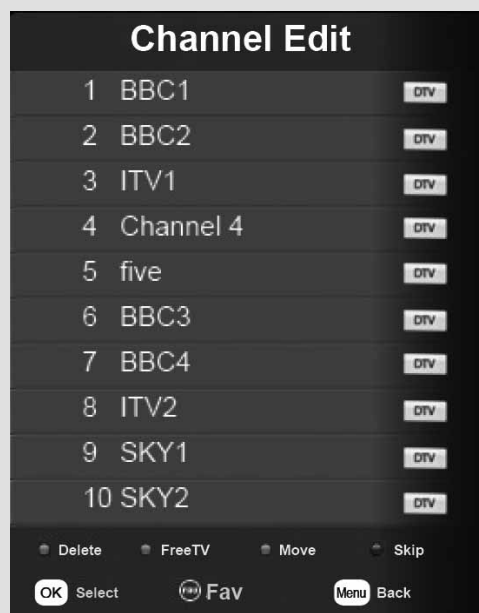 Channel Edit
1 BBC1 DTV
2 BBC2 DTV
3 ITV1 DTV
4 Channel 4 DTV
5 five DTV
6 BBC3 DTV
7 BBC4 DTV
8 ITV2 DTV
9 SKY1 DTV
10 SKY2 DTV
Delete FreeTV Move Skip
OK Select FAV Fav Menu Back